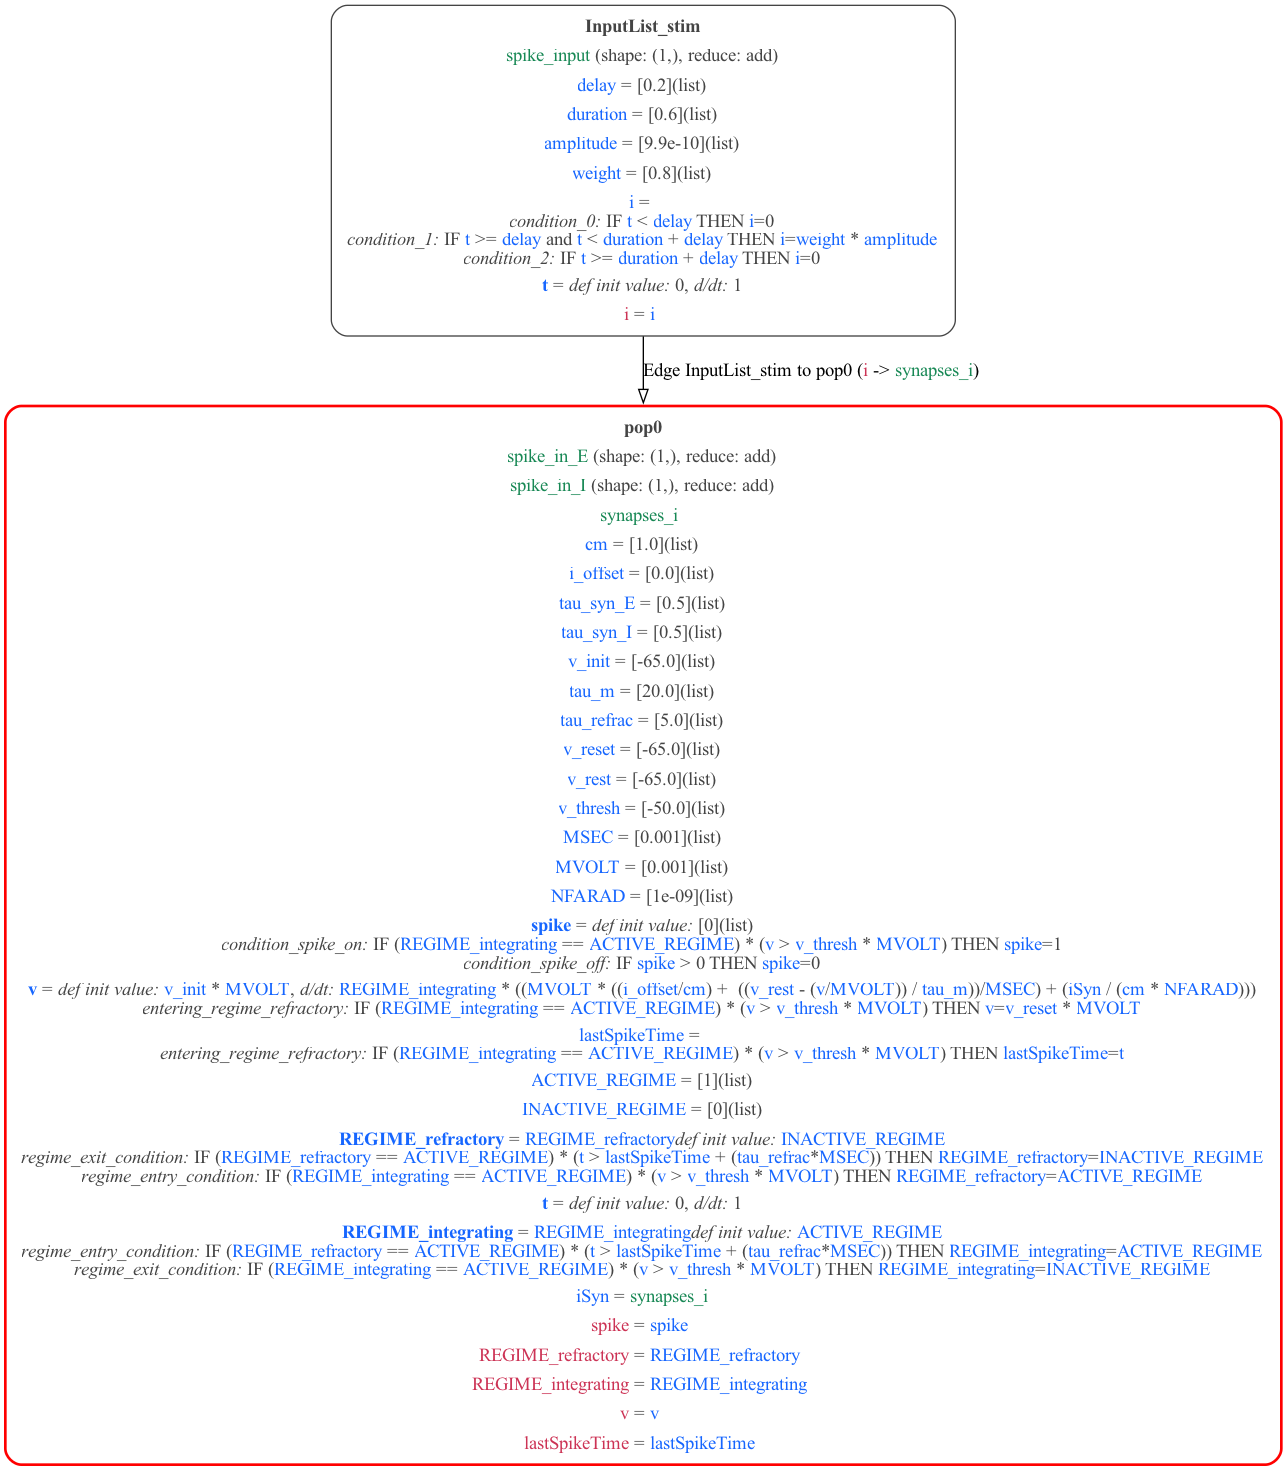 InputList_stim
spike_input (shape: (1,), reduce: add)
delay = [0.2](list)
duration = [0.6](list)
amplitude = [9.9e-10](list)
weight = [0.8](list)
i =
condition_0: IF t < delay THEN i=0
condition_1: IF t >= delay and t < duration + delay THEN i=weight * amplitude
condition_2: IF t >= duration + delay THEN i=0
t = def init value: 0, d/dt: 1
i = i
Edge InputList_stim to pop0 (i -> synapses_i)
pop0
spike_in_E (shape: (1,), reduce: add)
spike_in_I (shape: (1,), reduce: add)
synapses_i
cm = [1.0](list)
i_offset = [0.0](list)
tau_syn_E = [0.5](list)
tau_syn_I = [0.5](list)
v_init = [-65.0](list)
tau_m = [20.0](list)
tau_refrac = [5.0](list)
v_reset = [-65.0](list)
v_rest = [-65.0](list)
v_thresh = [-50.0](list)
MSEC = [0.001](list)
MVOLT = [0.001](list)
NFARAD = [1e-09](list)
spike = def init value: [0](list)
condition_spike_on: IF (REGIME_integrating == ACTIVE_REGIME) * (v > v_thresh * MVOLT) THEN spike=1
condition_spike_off: IF spike > 0 THEN spike=0
v = def init value: v_init * MVOLT, d/dt: REGIME_integrating * ((MVOLT * ((i_offset/cm) +  ((v_rest - (v/MVOLT)) / tau_m))/MSEC) + (iSyn / (cm * NFARAD)))
entering_regime_refractory: IF (REGIME_integrating == ACTIVE_REGIME) * (v > v_thresh * MVOLT) THEN v=v_reset * MVOLT
lastSpikeTime =
entering_regime_refractory: IF (REGIME_integrating == ACTIVE_REGIME) * (v > v_thresh * MVOLT) THEN lastSpikeTime=t
ACTIVE_REGIME = [1](list)
INACTIVE_REGIME = [0](list)
REGIME_refractory = REGIME_refractorydef init value: INACTIVE_REGIME
regime_exit_condition: IF (REGIME_refractory == ACTIVE_REGIME) * (t > lastSpikeTime + (tau_refrac*MSEC)) THEN REGIME_refractory=INACTIVE_REGIME
regime_entry_condition: IF (REGIME_integrating == ACTIVE_REGIME) * (v > v_thresh * MVOLT) THEN REGIME_refractory=ACTIVE_REGIME
t = def init value: 0, d/dt: 1
REGIME_integrating = REGIME_integratingdef init value: ACTIVE_REGIME
regime_entry_condition: IF (REGIME_refractory == ACTIVE_REGIME) * (t > lastSpikeTime + (tau_refrac*MSEC)) THEN REGIME_integrating=ACTIVE_REGIME
regime_exit_condition: IF (REGIME_integrating == ACTIVE_REGIME) * (v > v_thresh * MVOLT) THEN REGIME_integrating=INACTIVE_REGIME
iSyn = synapses_i
spike = spike
REGIME_refractory = REGIME_refractory
REGIME_integrating = REGIME_integrating
v = v
lastSpikeTime = lastSpikeTime